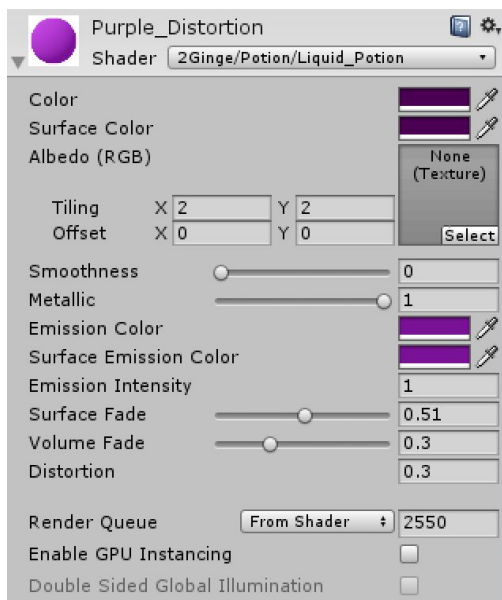 Purple_Distortion
Shader 2Ginge/Potion/Liquid_Potion
Color
Surface Color
Albedo (RGB) None
(Texture)
Tiling X 2 Y 2
Offset X 0 Y 0 Select
Smoothness 0
Metallic 1
Emission Color
Surface Emission Color
Emission Intensity 1
Surface Fade 0.51
Volume Fade 0.3
Distortion 0.3
Render Queue From Shader 2550
Enable GPU Instancing
Double Sided Global Illumination